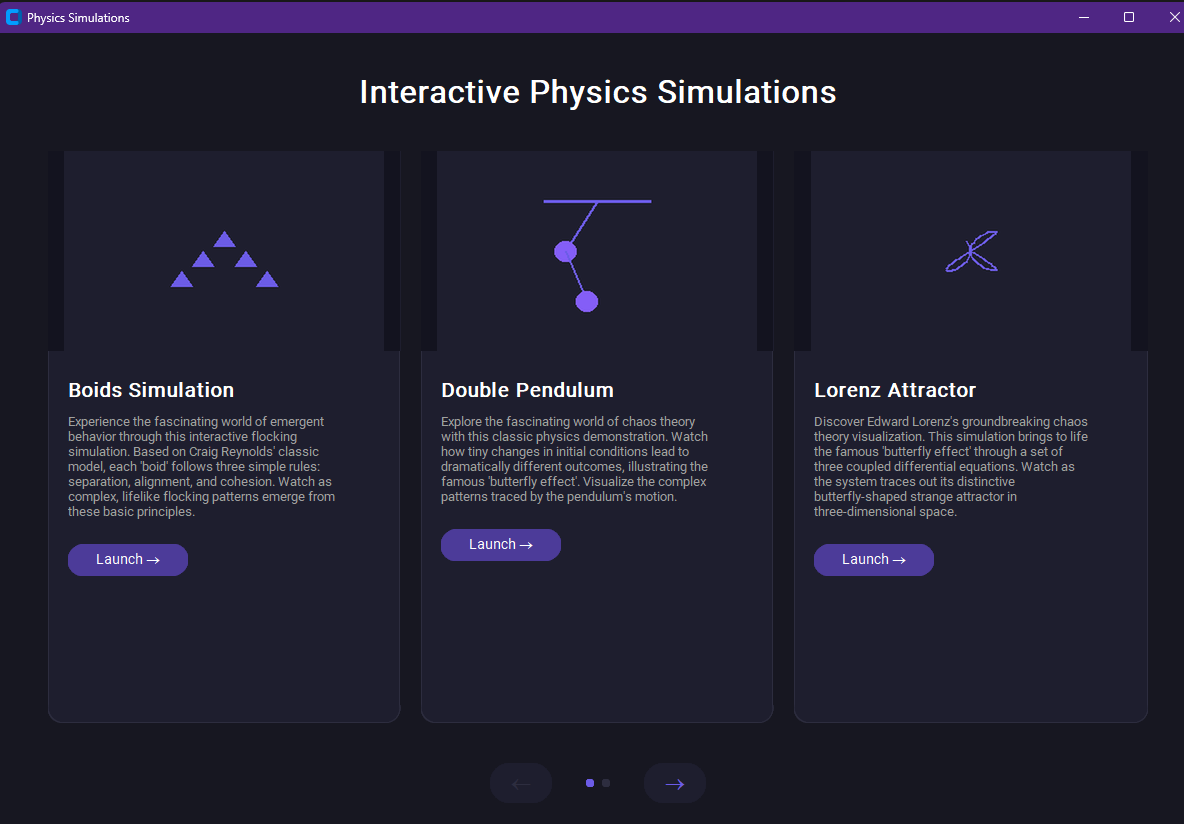 Physics Simulations
Interactive Physics Simulations
Boids Simulation
Experience the fascinating world of emergent
behavior through this interactive flocking
simulation. Based on Craig Reynolds' classic
model, each 'boid' follows three simple rules:
separation, alignment, and cohesion. Watch as
complex, lifelike flocking patterns emerge from
these basic principles.
Launch →
Double Pendulum
Explore the fascinating world of chaos theory
with this classic physics demonstration. Watch
how tiny changes in initial conditions lead to
dramatically different outcomes, illustrating the
famous 'butterfly effect'. Visualize the complex
patterns traced by the pendulum's motion.
Launch →
Lorenz Attractor
Discover Edward Lorenz's groundbreaking chaos
theory visualization. This simulation brings to life
the famous 'butterfly effect' through a set of
three coupled differential equations. Watch as
the system traces out its distinctive
butterfly-shaped strange attractor in
three-dimensional space.
Launch →
← →